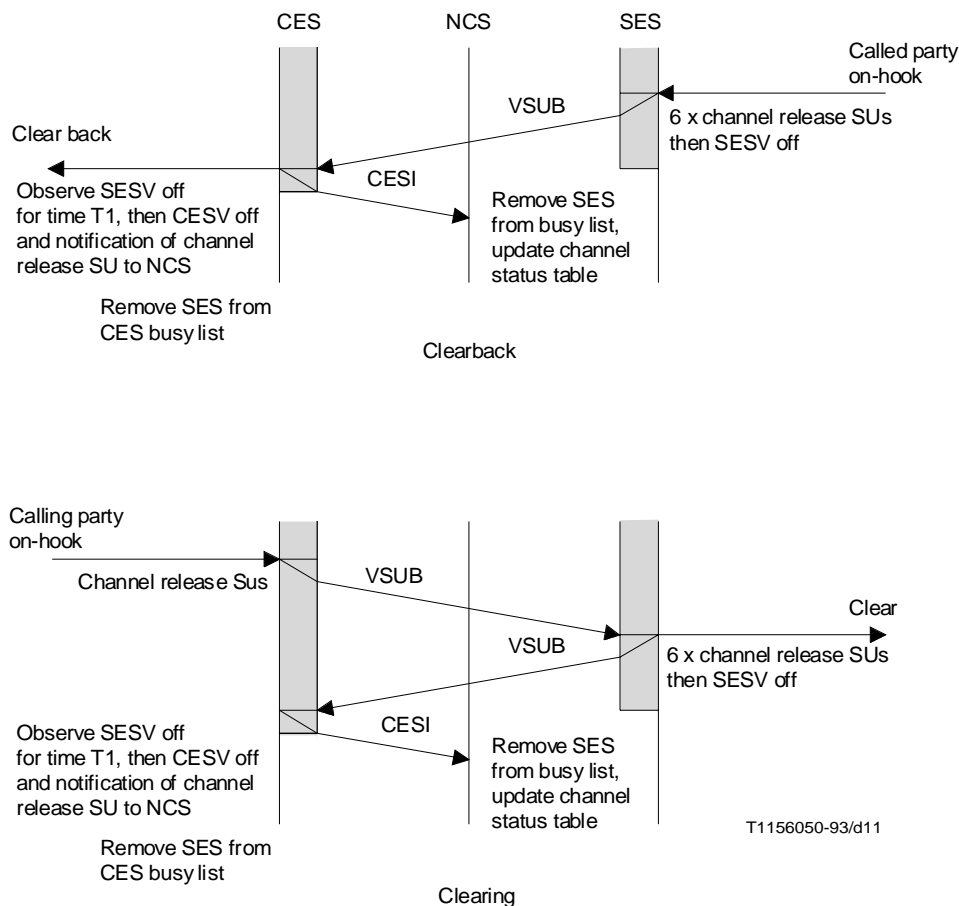 CES NCS SES
Called party
on-hook
VSUB
6 x channel release SUs
then SESV off
Clear back
CESI
Observe SESV off
for time T1, then CESV off
and notification of channel
release SU to NCS
Remove SES
from busy list,
update channel
status table
Remove SES from
CES busy list
Clearback
Calling party
on-hook
Channel release Sus
VSUB
Clear
VSUB
6 x channel release SUs
then SESV off
CESI
Observe SESV off
for time T1, then CESV off
and notification of channel
release SU to NCS
Remove SES
from busy list,
update channel
status table
T1156050-93/d11
Remove SES from
CES busy list
Clearing